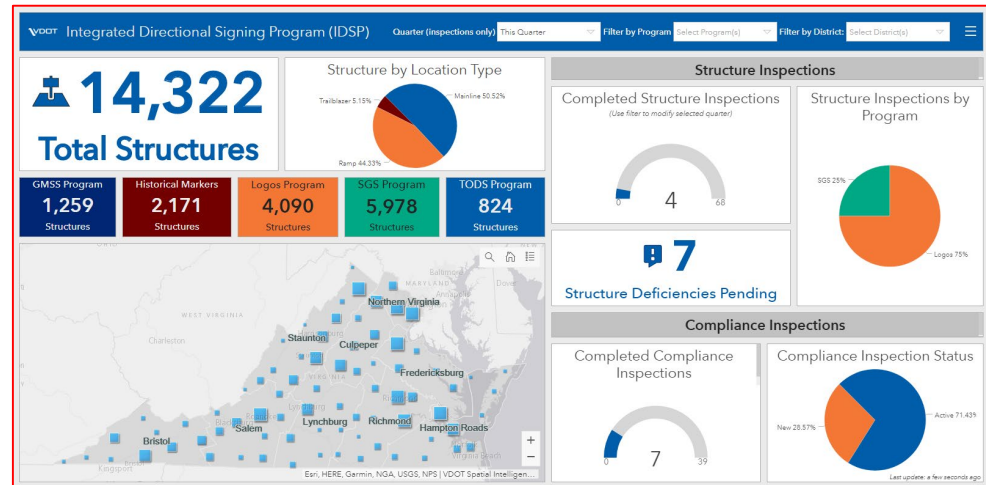 VDOT Integrated Directional Signing Program (IDSP)
Quarter (inspections only) This Quarter
Filter by Program Select Program(s)
Filter by District: Select District(s)
14,322
Total Structures
Structure by Location Type
Trailblazer 5.15%
Mainline 50.52%
Ramp 44.33%
GMSS Program
1,259
Structures
Historical Markers
2,171
Structures
Logos Program
4,090
Structures
SGS Program
5,978
Structures
TODS Program
824
Structures
Baltimore
MARYLAND
Dover
Annapolis
Northern Virginia
WEST VIRGINIA
Charleston
Staunton
Culpeper
VIRGINIA
Fredericksburg
Lynchburg
Richmond
Hampton Roads
Salem
Bristol
Virginia Beach
Kingsport
+
−
Esri, HERE, Garmin, NGA, USGS, NPS | VDOT Spatial Intelligen...
Structure Inspections
Completed Structure Inspections
(Use filter to modify selected quarter)
0
4
68
7
Structure Deficiencies Pending
Structure Inspections by
Program
SGS 25%
Logos 75%
Compliance Inspections
Completed Compliance
Inspections
0
7
39
Compliance Inspection Status
New 28.57%
Active 71.43%
Last update: a few seconds ago